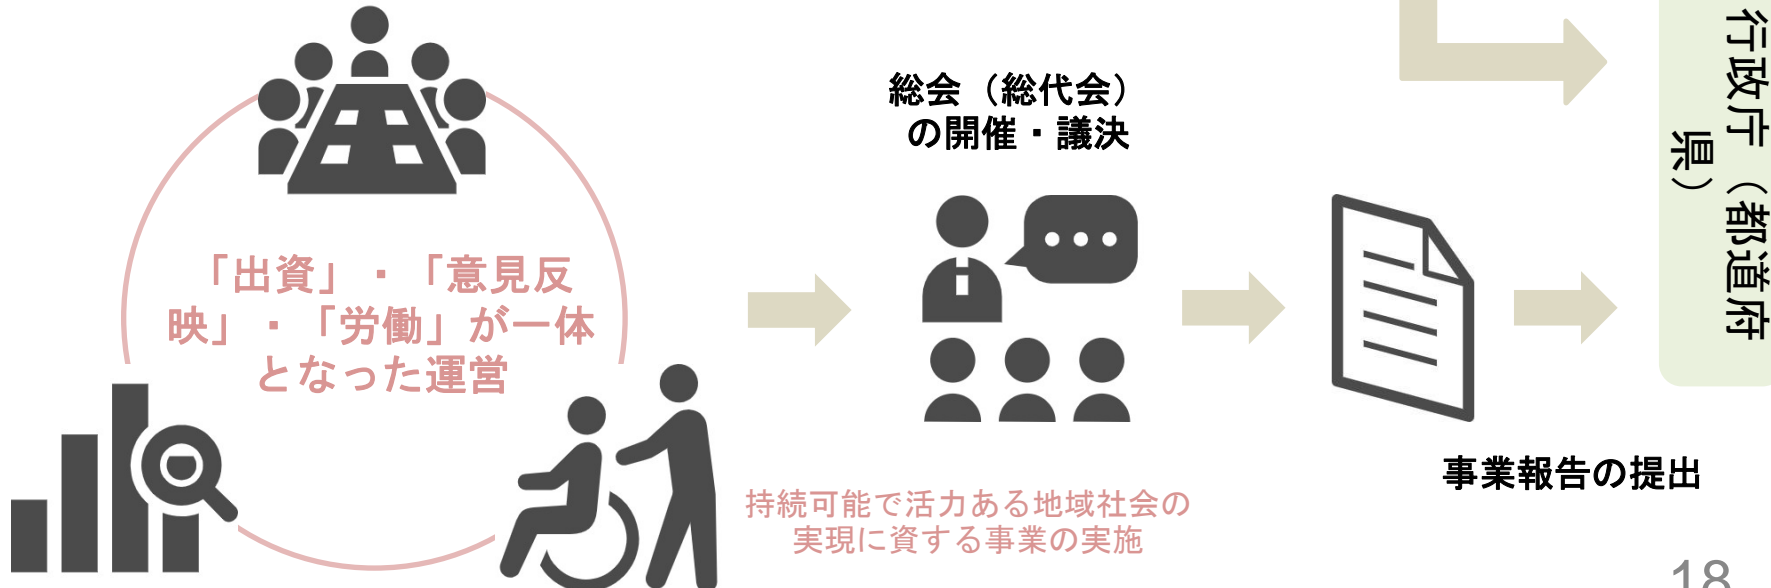 総会（総代会）
の開催・議決
「出資」・「意見反
映」・「労働」が一体
となった運営
持続可能で活力ある地域社会の
実現に資する事業の実施
事業報告の提出
行政庁（都道府
県）
18